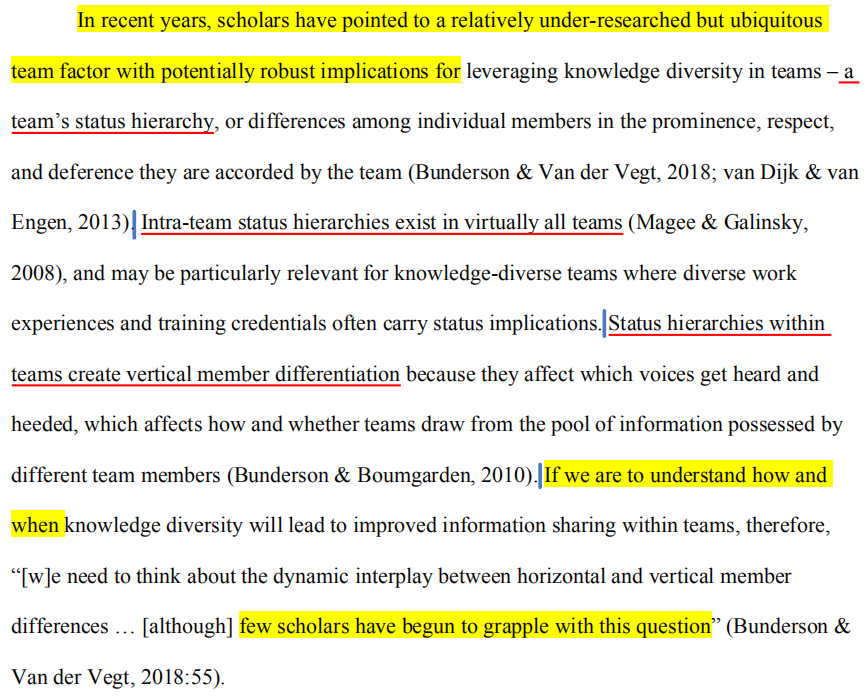 In recent years, scholars have pointed to a relatively under-researched but ubiquitous
team factor with potentially robust implications for leveraging knowledge diversity in teams – a
team’s status hierarchy, or differences among individual members in the prominence, respect,
and deference they are accorded by the team (Bunderson & Van der Vegt, 2018; van Dijk & van
Engen, 2013). Intra-team status hierarchies exist in virtually all teams (Magee & Galinsky,
2008), and may be particularly relevant for knowledge-diverse teams where diverse work
experiences and training credentials often carry status implications. Status hierarchies within
teams create vertical member differentiation because they affect which voices get heard and
heeded, which affects how and whether teams draw from the pool of information possessed by
different team members (Bunderson & Boumgarden, 2010). If we are to understand how and
when knowledge diversity will lead to improved information sharing within teams, therefore,
“[w]e need to think about the dynamic interplay between horizontal and vertical member
differences … [although] few scholars have begun to grapple with this question” (Bunderson &
Van der Vegt, 2018:55).